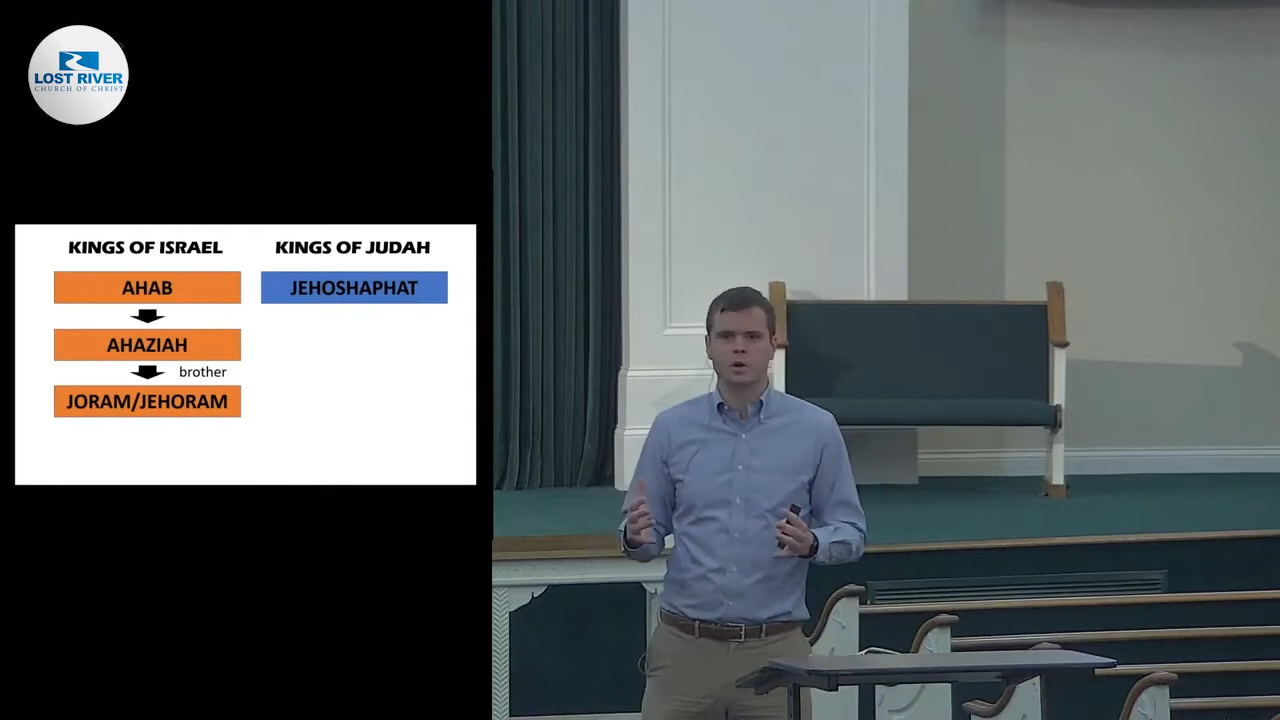 LOST RIVER
CHURCH OF CHRIST
KINGS OF ISRAEL
KINGS OF JUDAH
AHAB
JEHOSHAPHAT
AHAZIAH
brother
JORAM/JEHORAM